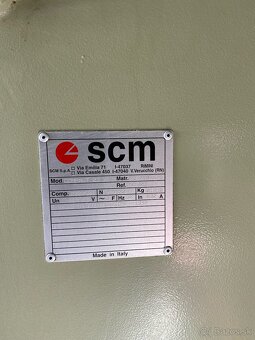 scm
SCM S.p.A. Via Emilia 71 I-47037 RIMINI
Via Casale 450 I-47040 V.Verucchio (RN)
Mod. Matr.
Ref.
Comp. N Kg
Un V ~ F Hz In A
Made in Italy